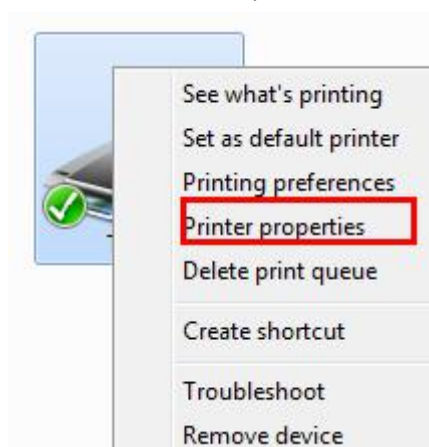 See what's printing
Set as default printer
Printing preferences
Printer properties
Delete print queue
Create shortcut
Troubleshoot
Remove device